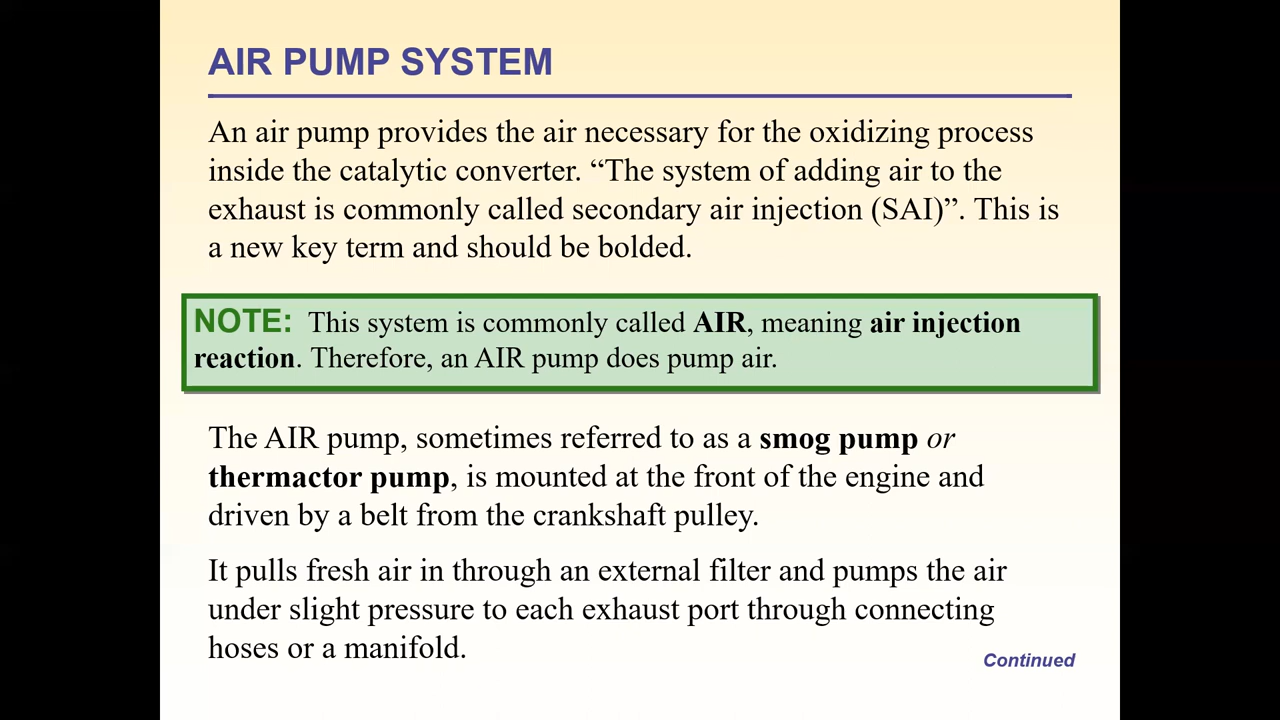 AIR PUMP SYSTEM
An air pump provides the air necessary for the oxidizing process
inside the catalytic converter. “The system of adding air to the
exhaust is commonly called secondary air injection (SAI)”. This is
a new key term and should be bolded.
NOTE: This system is commonly called AIR, meaning air injection
reaction. Therefore, an AIR pump does pump air.
The AIR pump, sometimes referred to as a smog pump or
thermactor pump, is mounted at the front of the engine and
driven by a belt from the crankshaft pulley.
It pulls fresh air in through an external filter and pumps the air
under slight pressure to each exhaust port through connecting
hoses or a manifold.
Continued